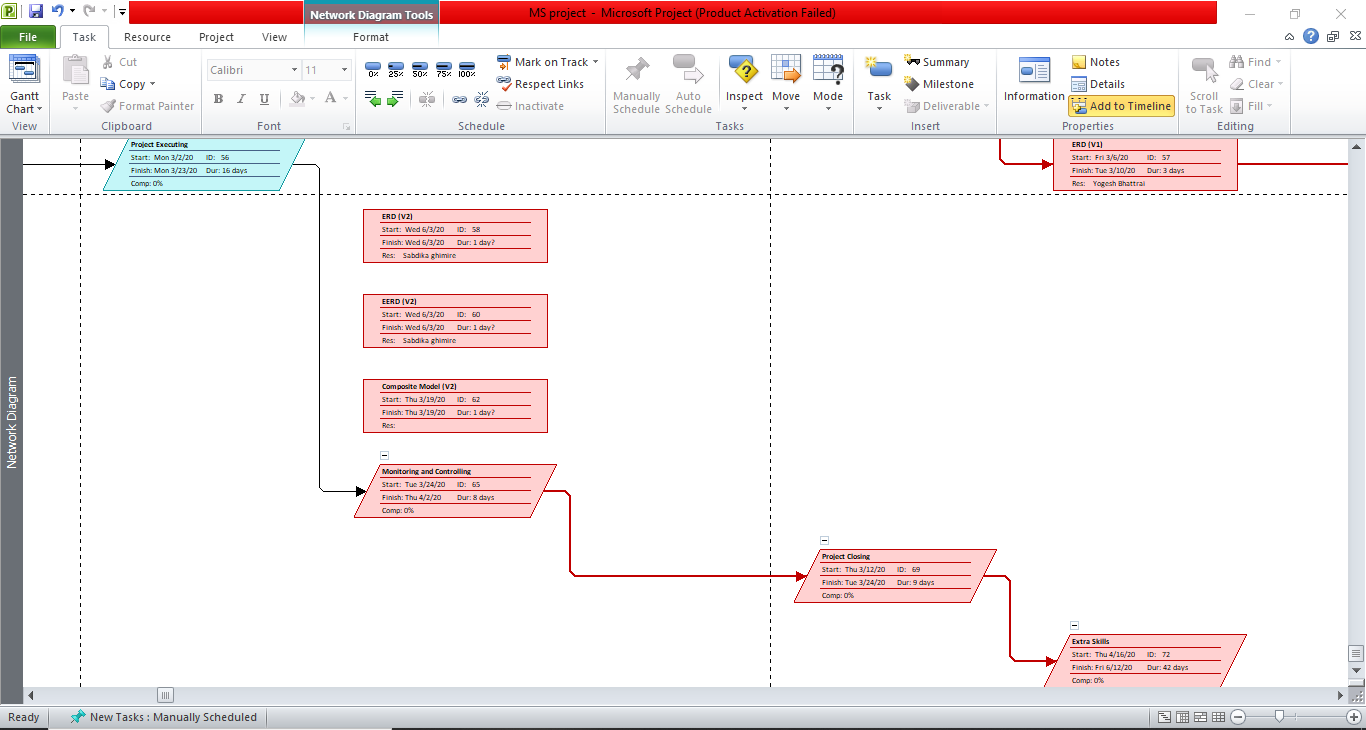 Network Diagram Tools
MS project - Microsoft Project (Product Activation Failed)
File
Task
Resource
Project
View
Format
Gantt Chart
View
Paste
Cut
Copy
Format Painter
Clipboard
Calibri
11
B I U
A
Font
0% 25% 50% 75% 100%
Mark on Track
Respect Links
Inactivate
Schedule
Manually Schedule
Auto Schedule
Inspect
Move
Mode
Tasks
Task
Summary
Milestone
Deliverable
Insert
Information
Notes
Details
Add to Timeline
Properties
Scroll to Task
Find
Clear
Fill
Editing
Network Diagram
Project Executing
Start: Mon 3/2/20 ID: 56
Finish: Mon 3/23/20 Dur: 16 days
Comp: 0%
ERD (V1)
Start: Fri 3/6/20 ID: 57
Finish: Tue 3/10/20 Dur: 3 days
Res: Yogesh Bhattrai
ERD (V2)
Start: Wed 6/3/20 ID: 58
Finish: Wed 6/3/20 Dur: 1 day?
Res: Sabdika ghimire
EERD (V2)
Start: Wed 6/3/20 ID: 60
Finish: Wed 6/3/20 Dur: 1 day?
Res: Sabdika ghimire
Composite Model (V2)
Start: Thu 3/19/20 ID: 62
Finish: Thu 3/19/20 Dur: 1 day?
Res:
Monitoring and Controlling
Start: Tue 3/24/20 ID: 65
Finish: Thu 4/2/20 Dur: 8 days
Comp: 0%
Project Closing
Start: Thu 3/12/20 ID: 69
Finish: Tue 3/24/20 Dur: 9 days
Comp: 0%
Extra Skills
Start: Thu 4/16/20 ID: 72
Finish: Fri 6/12/20 Dur: 42 days
Comp: 0%
Ready
New Tasks : Manually Scheduled